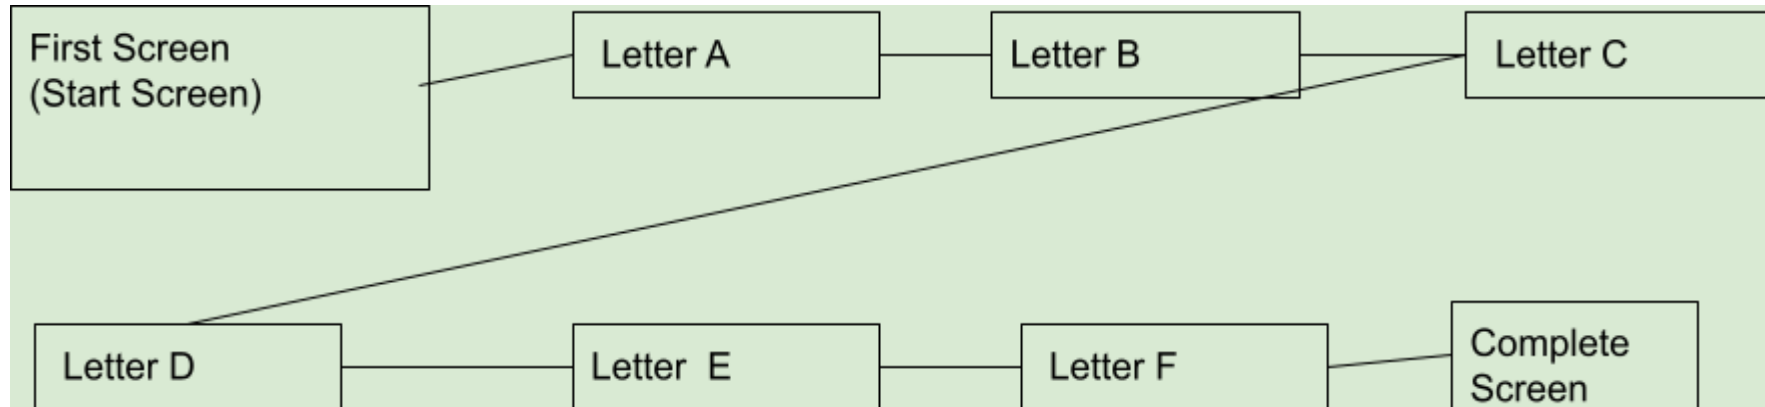 First Screen
(Start Screen)
Letter A
Letter B
Letter C
Letter D
Letter  E
Letter F
Complete
Screen